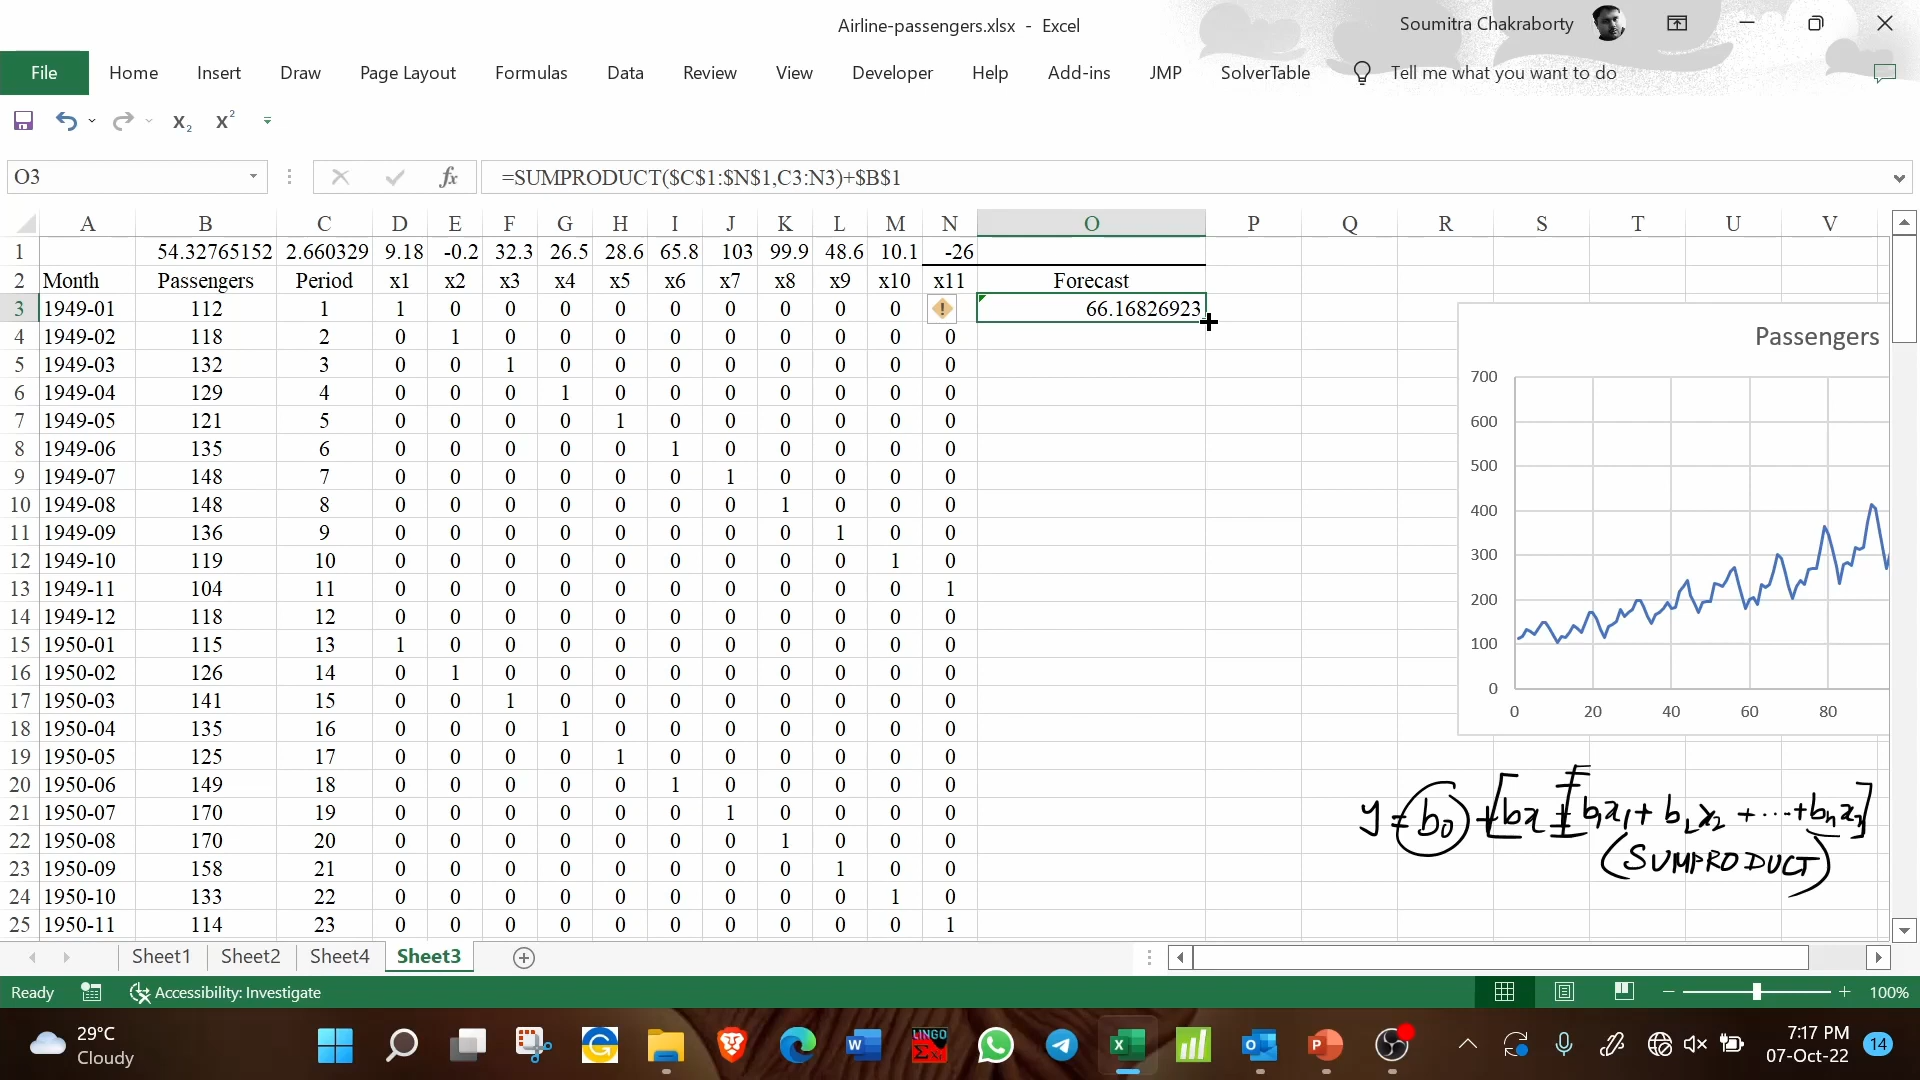 Airline-passengers.xlsx - Excel
Soumitra Chakraborty
File Home Insert Draw Page Layout Formulas Data Review View Developer Help Add-ins JMP SolverTable Tell me what you want to do
X₂ X²
O3 fx =SUMPRODUCT($C$1:$N$1,C3:N3)+$B$1
A B C D E F G H I J K L M N O P Q R S T U V
1 54.32765152 2.660329 9.18 -0.2 32.3 26.5 28.6 65.8 103 99.9 48.6 10.1 -26
2 Month Passengers Period x1 x2 x3 x4 x5 x6 x7 x8 x9 x10 x11 Forecast
3 1949-01 112 1 1 0 0 0 0 0 0 0 0 0 66.16826923
4 1949-02 118 2 0 1 0 0 0 0 0 0 0 0 0
5 1949-03 132 3 0 0 1 0 0 0 0 0 0 0 0
6 1949-04 129 4 0 0 0 1 0 0 0 0 0 0 0
7 1949-05 121 5 0 0 0 0 1 0 0 0 0 0 0
8 1949-06 135 6 0 0 0 0 0 1 0 0 0 0 0
9 1949-07 148 7 0 0 0 0 0 0 1 0 0 0 0
10 1949-08 148 8 0 0 0 0 0 0 0 1 0 0 0
11 1949-09 136 9 0 0 0 0 0 0 0 0 1 0 0
12 1949-10 119 10 0 0 0 0 0 0 0 0 0 1 0
13 1949-11 104 11 0 0 0 0 0 0 0 0 0 0 1
14 1949-12 118 12 0 0 0 0 0 0 0 0 0 0 0
15 1950-01 115 13 1 0 0 0 0 0 0 0 0 0 0
16 1950-02 126 14 0 1 0 0 0 0 0 0 0 0 0
17 1950-03 141 15 0 0 1 0 0 0 0 0 0 0 0
18 1950-04 135 16 0 0 0 1 0 0 0 0 0 0 0
19 1950-05 125 17 0 0 0 0 1 0 0 0 0 0 0
20 1950-06 149 18 0 0 0 0 0 1 0 0 0 0 0
21 1950-07 170 19 0 0 0 0 0 0 1 0 0 0 0
22 1950-08 170 20 0 0 0 0 0 0 0 1 0 0 0
23 1950-09 158 21 0 0 0 0 0 0 0 0 1 0 0
24 1950-10 133 22 0 0 0 0 0 0 0 0 0 1 0
25 1950-11 114 23 0 0 0 0 0 0 0 0 0 0 1
Passengers
700
600
500
400
300
200
100
0
0 20 40 60 80
y = b₀ + [bx + [b₁x₁ + b₂x₂ + ... +
(SUMPRODUCT)
Sheet1 Sheet2 Sheet4 Sheet3
Ready Accessibility: Investigate 100%
29°C
Cloudy
LINGO
7:17 PM
07-Oct-22
14